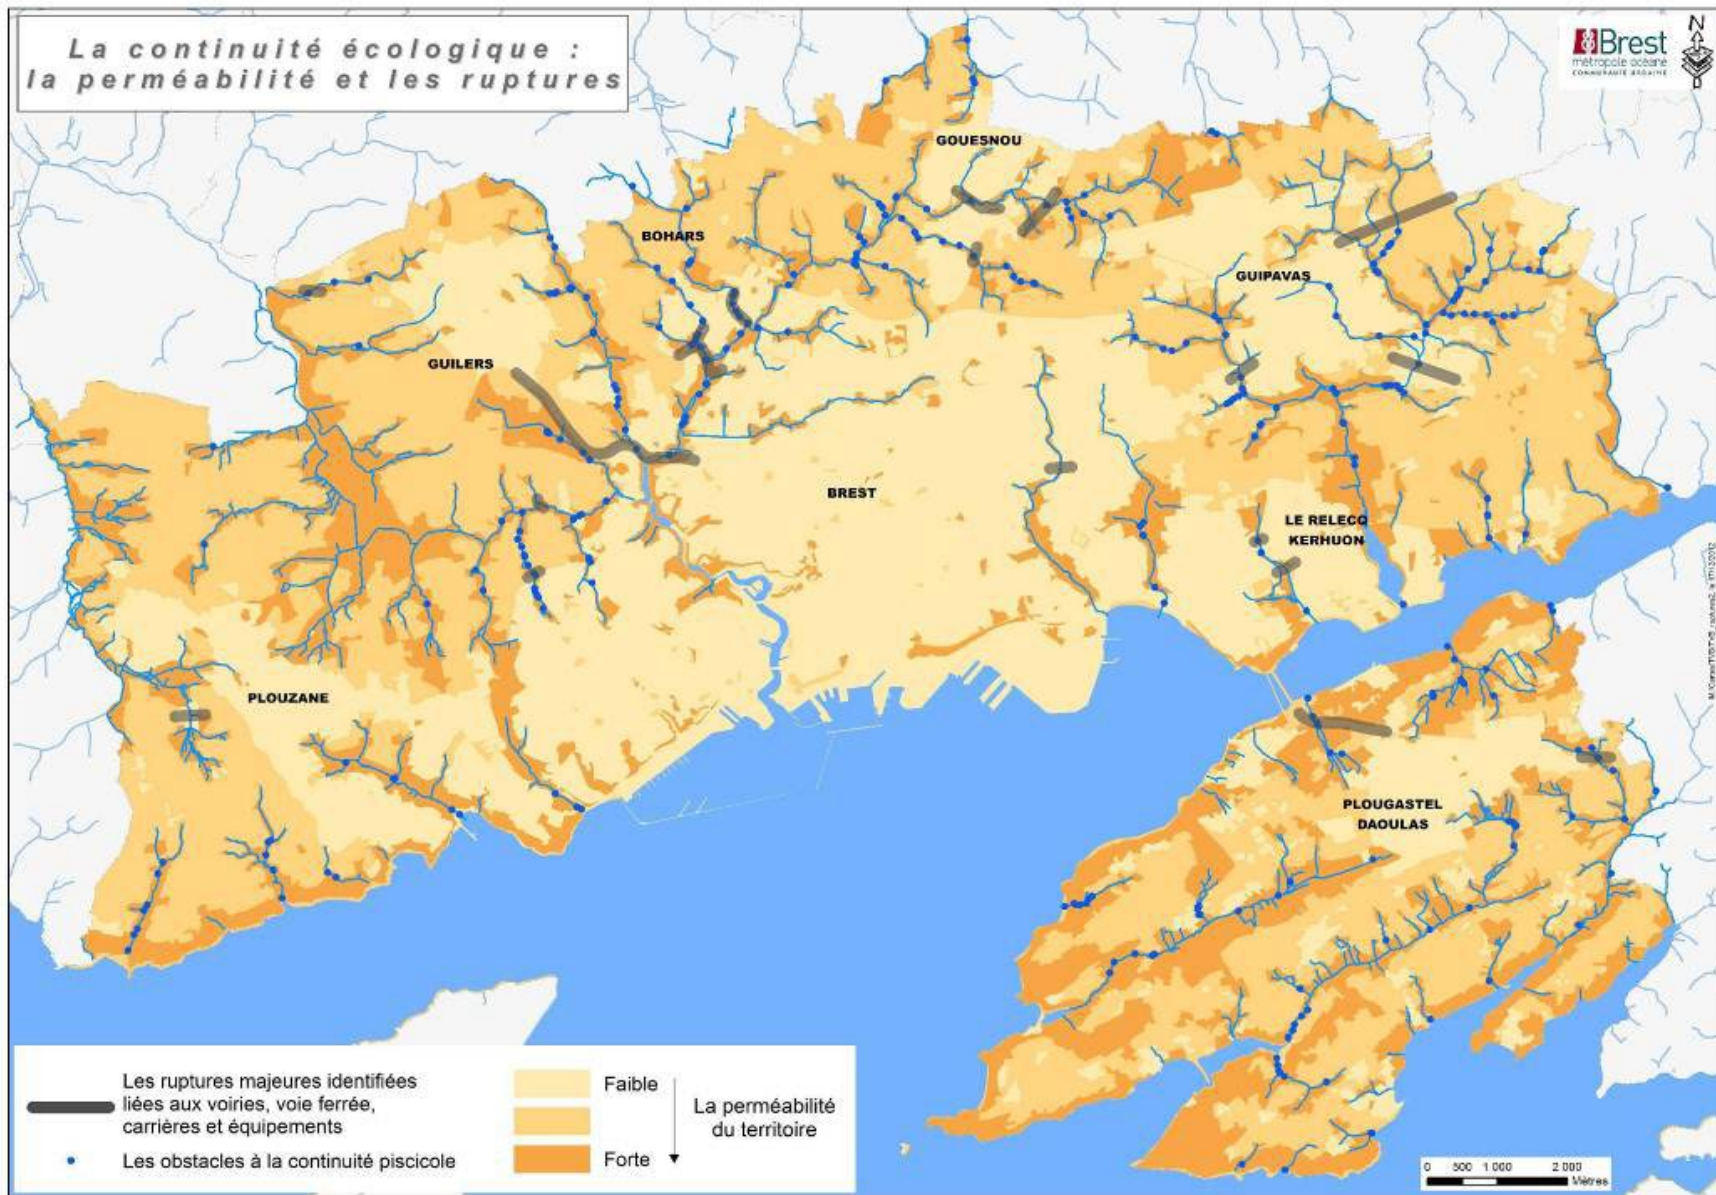 La continuité écologique :
la perméabilité et les ruptures
Brest
métropole océane
COMMUNAUTÉ URBAINE
N
GOUESNOU
BOHARS
GUIPAVAS
GUILERS
BREST
LE RELECQ
KERHUON
PLOUZANE
PLOUGASTEL
DAOULAS
Les ruptures majeures identifiées
liées aux voiries, voie ferrée,
carrières et équipements
Les obstacles à la continuité piscicole
Faible
Forte
La perméabilité
du territoire
0 500 1 000 2 000
Mètres